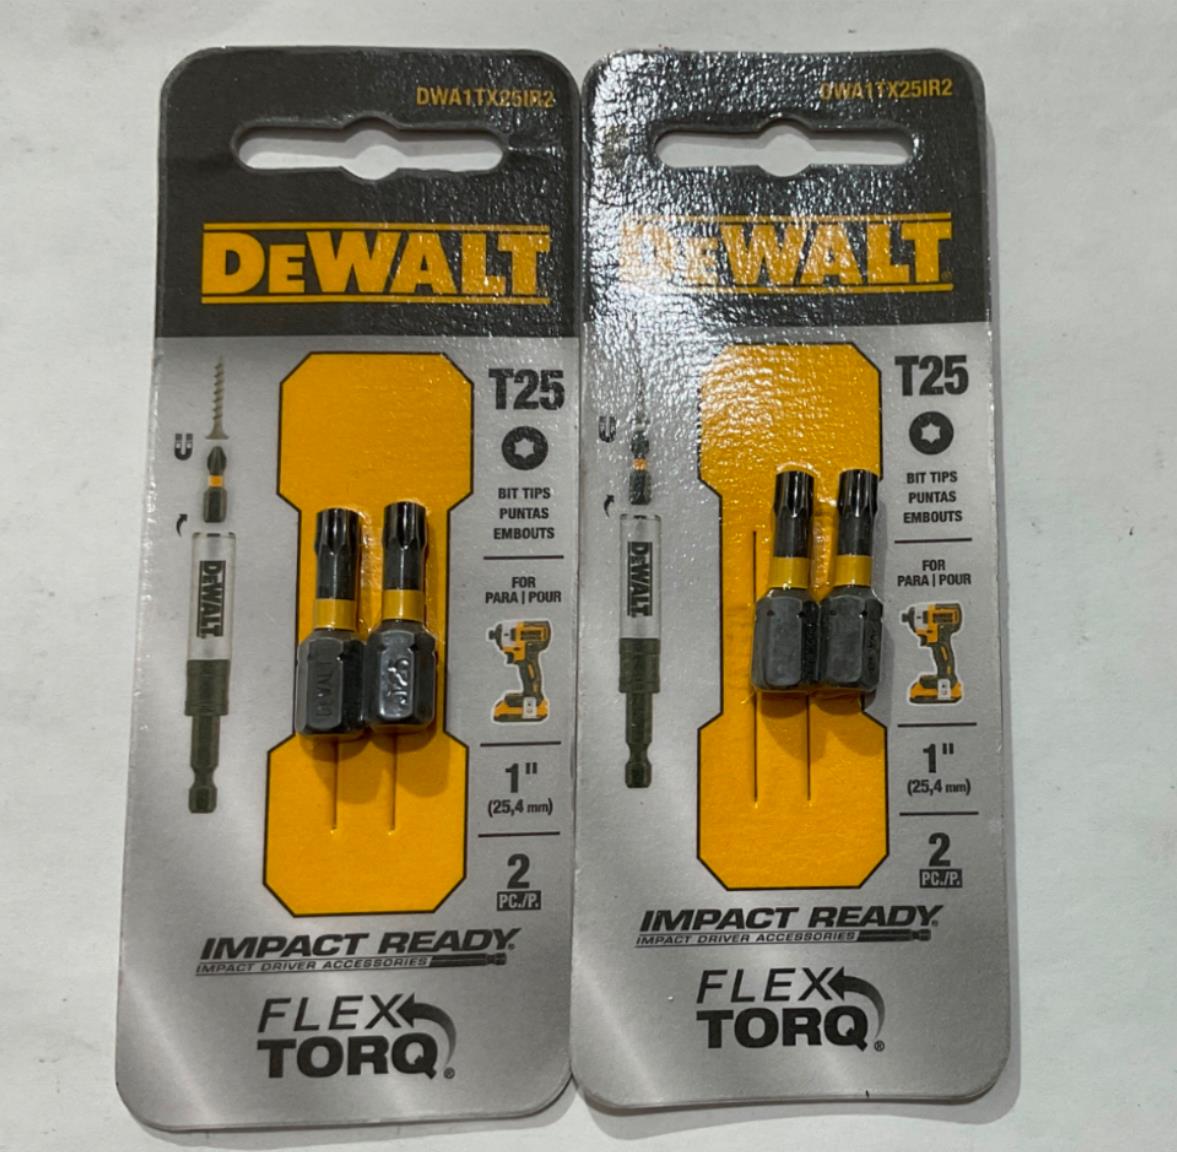 DWA1TX25IR2
DEWALT
T25
BIT TIPS
PUNTAS
EMBOUTS
FOR
PARA | POUR
DEWALT
1"
(25,4 mm)
2
PC./P.
IMPACT READY®
IMPACT DRIVER ACCESSORIES
FLEX
TORQ®
DWA1TX25IR2
DEWALT®
T25
BIT TIPS
PUNTAS
EMBOUTS
FOR
PARA | POUR
DEWALT
1"
(25,4 mm)
2
PC./P.
IMPACT READY®
IMPACT DRIVER ACCESSORIES
FLEX
TORQ®